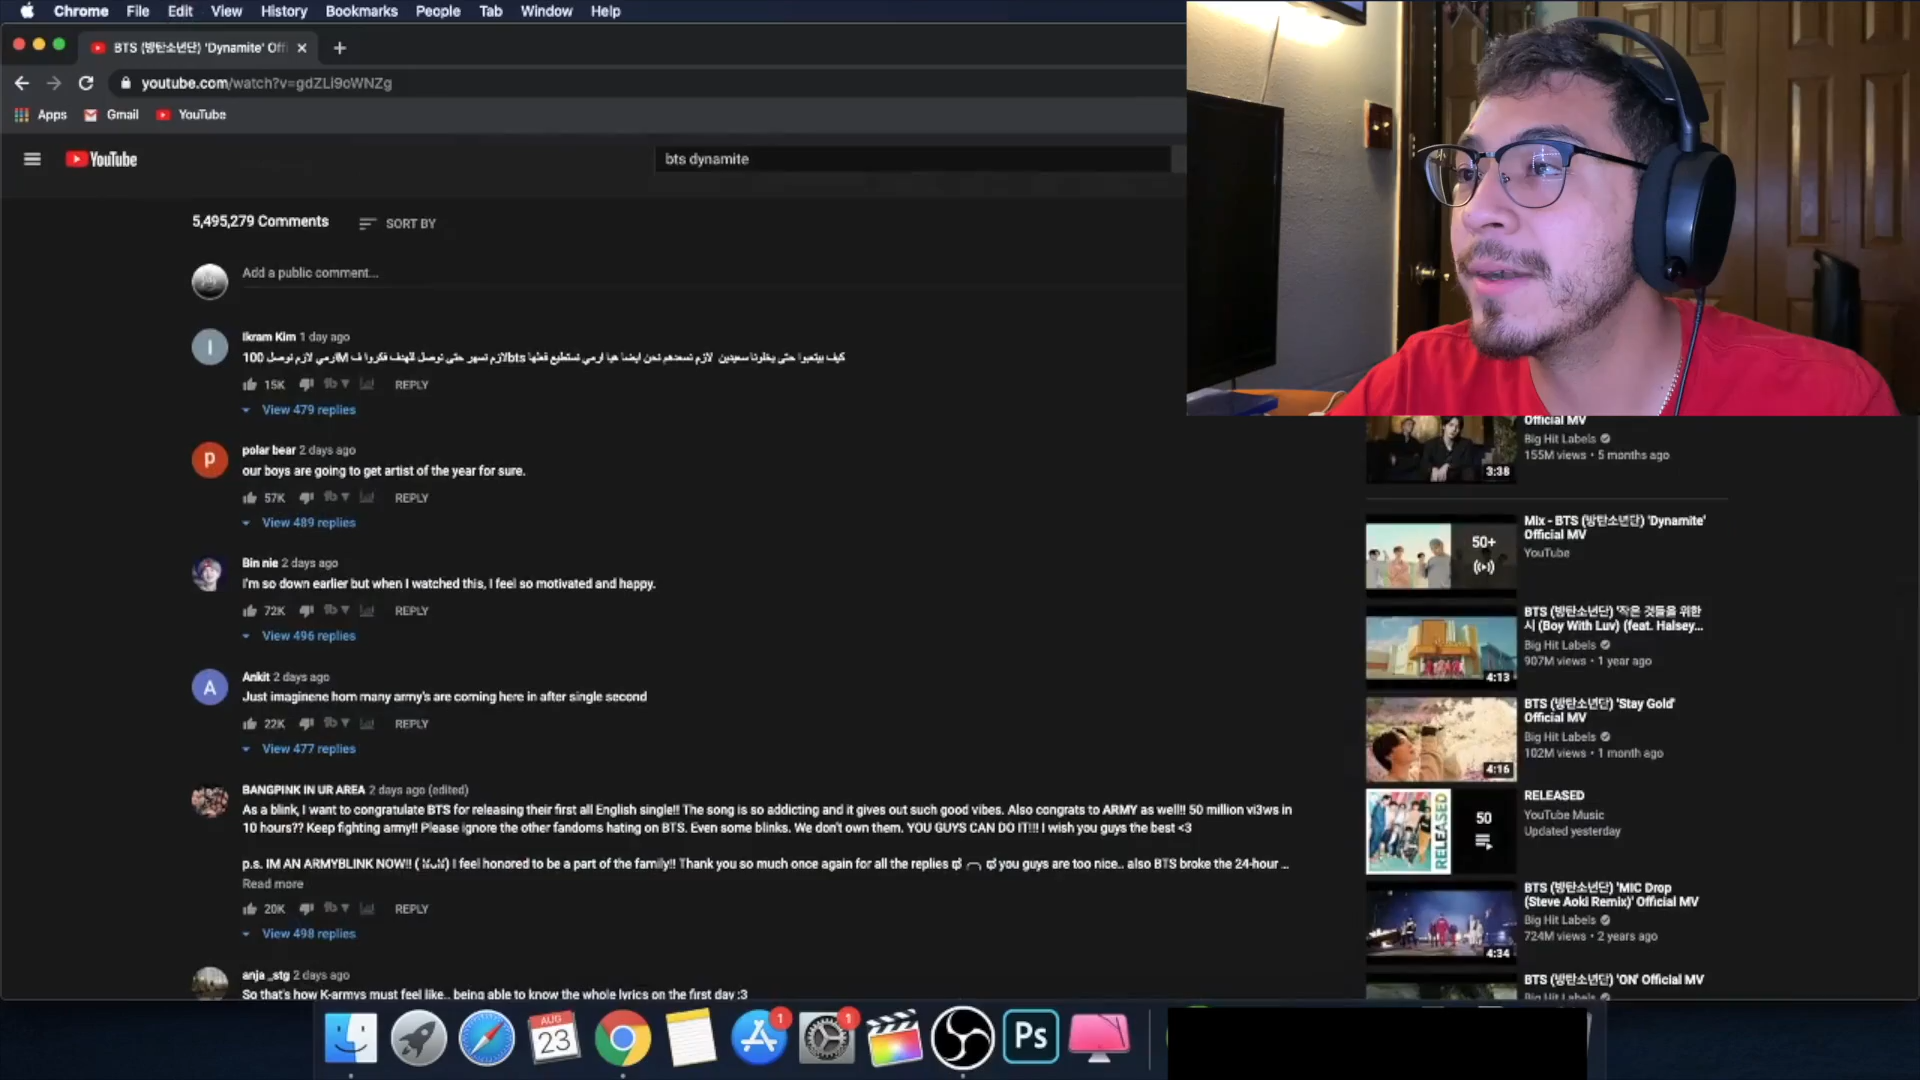 Chrome File Edit View History Bookmarks People Tab Window Help
BTS (방탄소년단) 'Dynamite' Off
youtube.com/watch?v=gdZLi9oWNZg
Apps Gmail YouTube
YouTube
bts dynamite
5,495,279 Comments SORT BY
Add a public comment...
I
Ikram Kim 1 day ago
15K REPLY
View 479 replies
p
polar bear 2 days ago
our boys are going to get artist of the year for sure.
57K REPLY
View 489 replies
Bin nie 2 days ago
I'm so down earlier but when I watched this, I feel so motivated and happy.
72K REPLY
View 496 replies
A
Ankit 2 days ago
Just imaginene hom many army's are coming here in after single second
22K REPLY
View 477 replies
BANGPINK IN UR AREA 2 days ago (edited)
As a blink, I want to congratulate BTS for releasing their first all English single!! The song is so addicting and it gives out such good vibes. Also congrats to ARMY as well!! 50 million vi3ws in
10 hours?? Keep fighting army!! Please ignore the other fandoms hating on BTS. Even some blinks. We don't own them. YOU GUYS CAN DO IT!!! I wish you guys the best <3
p.s. IM AN ARMYBLINK NOW!! I feel honored to be a part of the family!! Thank you so much once again for all the replies you guys are too nice.. also BTS broke the 24-hour ...
Read more
20K REPLY
View 498 replies
anja _stg 2 days ago
So that's how K-armys must feel.. being able to know the whole lyrics on the first day :3
Official MV
Big Hit Labels
155M views • 5 months ago
3:38
Mix - BTS (방탄소년단) 'Dynamite'
Official MV
YouTube
50+
BTS (방탄소년단) '작은 것들을 위한
시 (Boy With Luv) (feat. Halsey...
Big Hit Labels
907M views • 1 year ago
4:13
BTS (방탄소년단) 'Stay Gold'
Official MV
Big Hit Labels
102M views • 1 month ago
4:16
RELEASED
YouTube Music
Updated yesterday
50
RELEASED
BTS (방탄소년단) 'MIC Drop
(Steve Aoki Remix)' Official MV
Big Hit Labels
724M views • 2 years ago
4:34
BTS (방탄소년단) 'ON' Official MV
Big Hit Labels
AUG
23
1
1
Ps